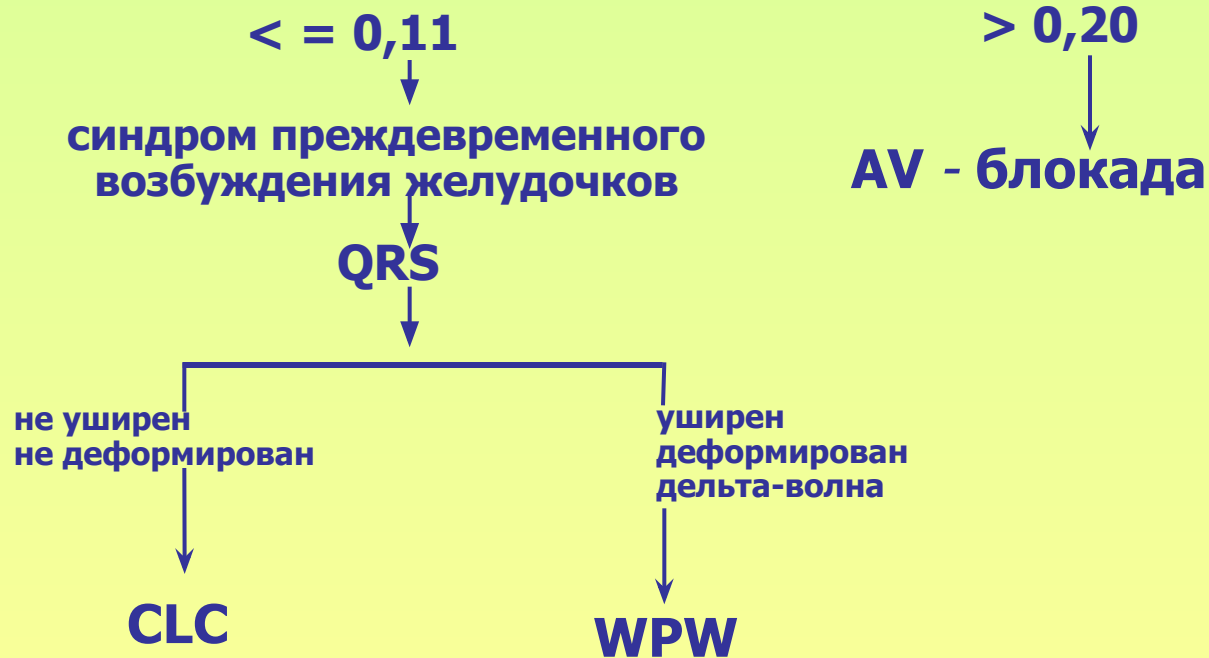 < = 0,11
> 0,20
синдром преждевременного
возбуждения желудочков
AV - блокада
QRS
не уширен
не деформирован
уширен
деформирован
дельта-волна
CLC
WPW